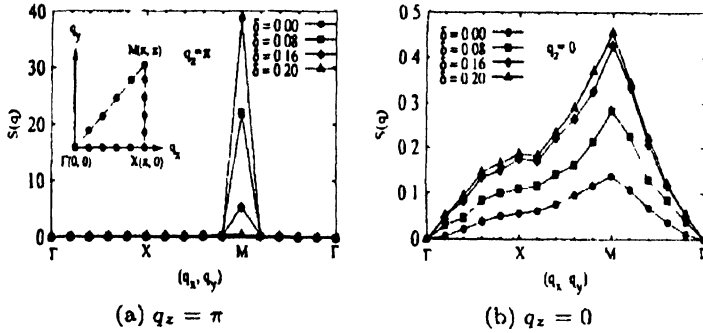 S(q)
40
30
20
10
0
q_y
M(π, π)
q_z=π
Γ(0, 0)
X(π, 0)
q_x
δ = 0 00
δ = 0 08
δ = 0 16
δ = 0 20
Γ X M Γ
(q_x, q_y)
(a) q_z = π
S(q)
0 5
0 4
0 3
0 2
0 1
0
δ = 0 00
δ = 0 08
δ = 0 16
δ = 0 20
q_z=0
Γ X M Γ
(q_x q_y)
(b) q_z = 0